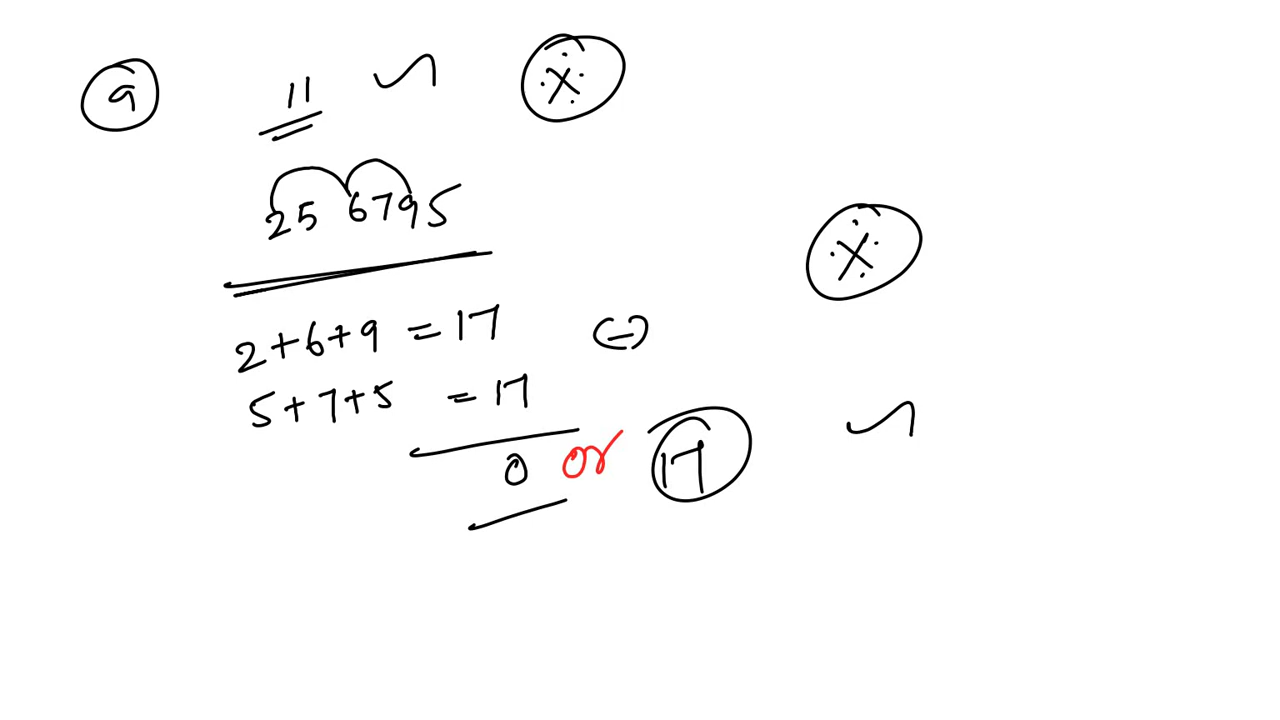 9 11
256795
2+6+9 = 17 (-)
5+7+5 = 17
0 or 17